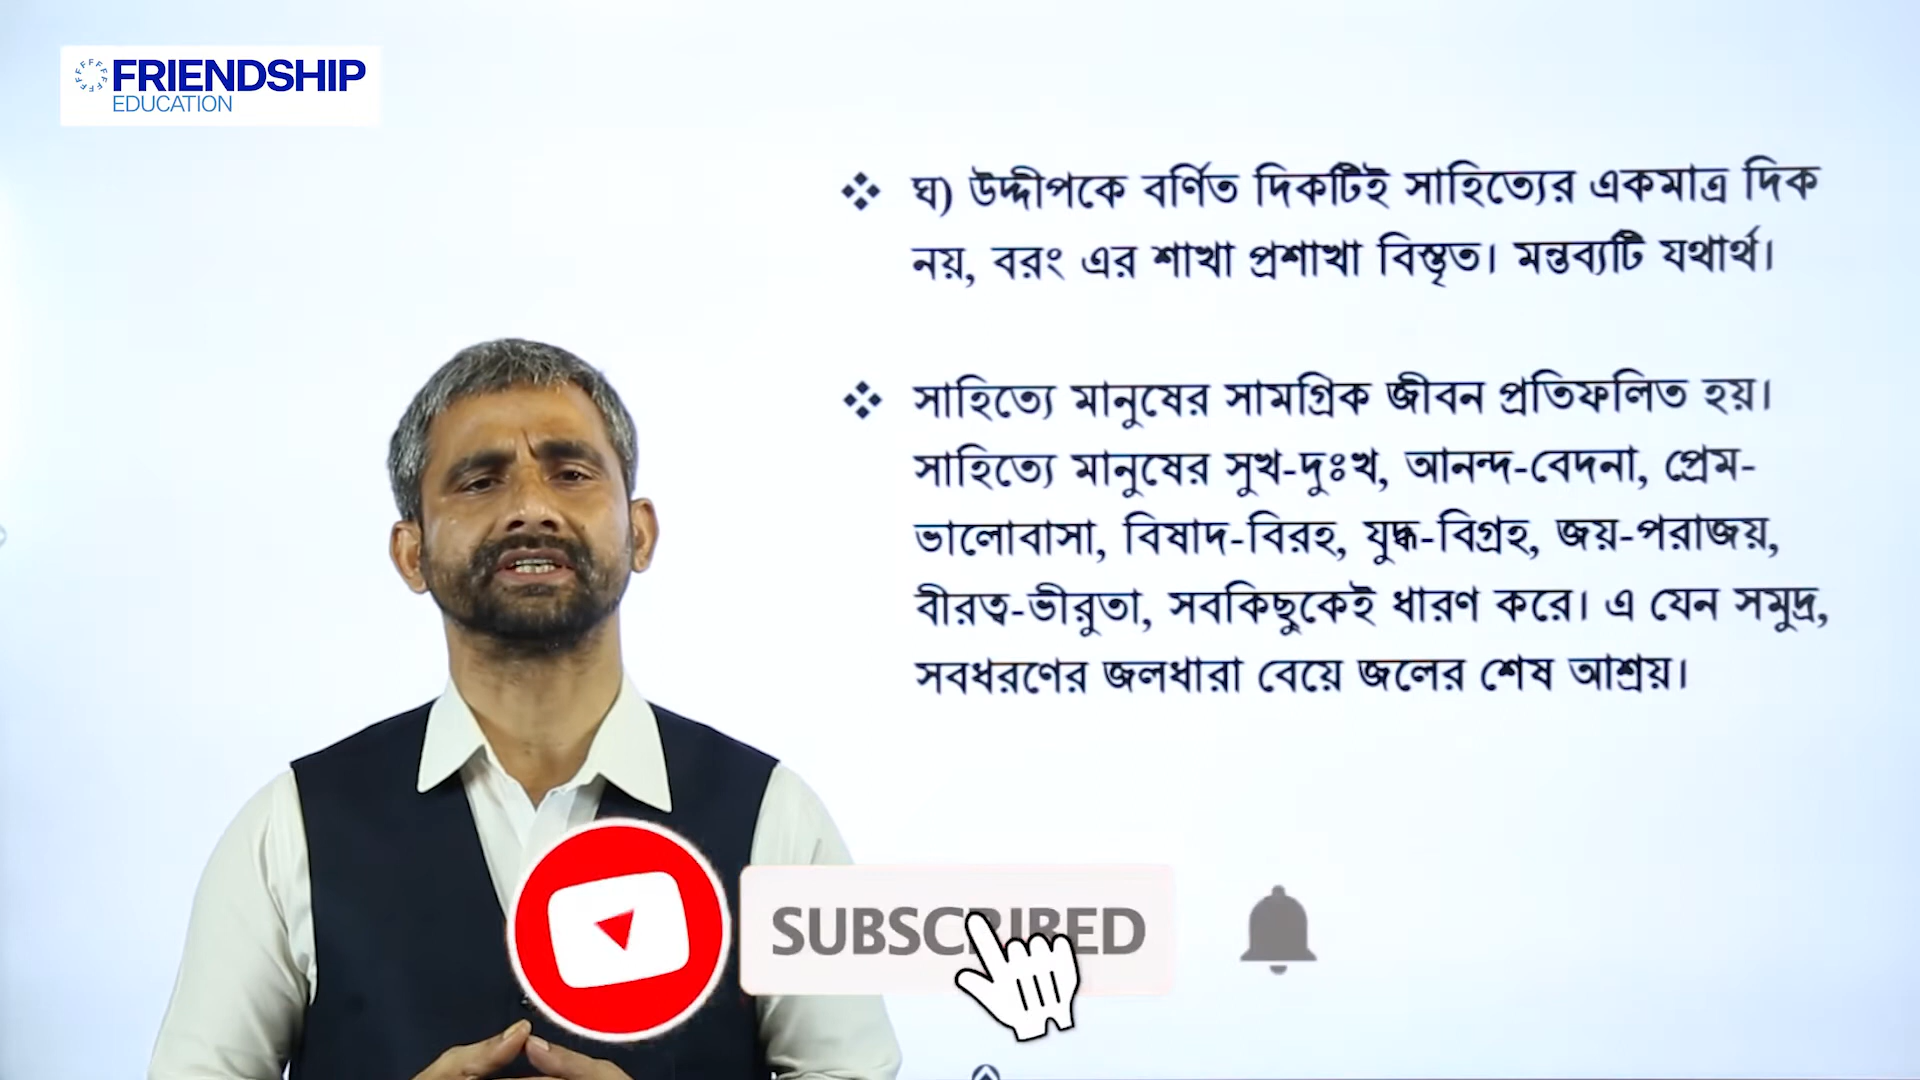 FRIENDSHIP
EDUCATION
❖ ঘ) উদ্দীপকে বর্ণিত দিকটিই সাহিত্যের একমাত্র দিক
নয়, বরং এর শাখা প্রশাখা বিস্তৃত। মন্তব্যটি যথার্থ।
❖ সাহিত্যে মানুষের সামগ্রিক জীবন প্রতিফলিত হয়।
সাহিত্যে মানুষের সুখ-দুঃখ, আনন্দ-বেদনা, প্রেম-
ভালোবাসা, বিষাদ-বিরহ, যুদ্ধ-বিগ্রহ, জয়-পরাজয়,
বীরত্ব-ভীরুতা, সবকিছুকেই ধারণ করে। এ যেন সমুদ্র,
সবধরণের জলধারা বেয়ে জলের শেষ আশ্রয়।
SUBSCRIBED